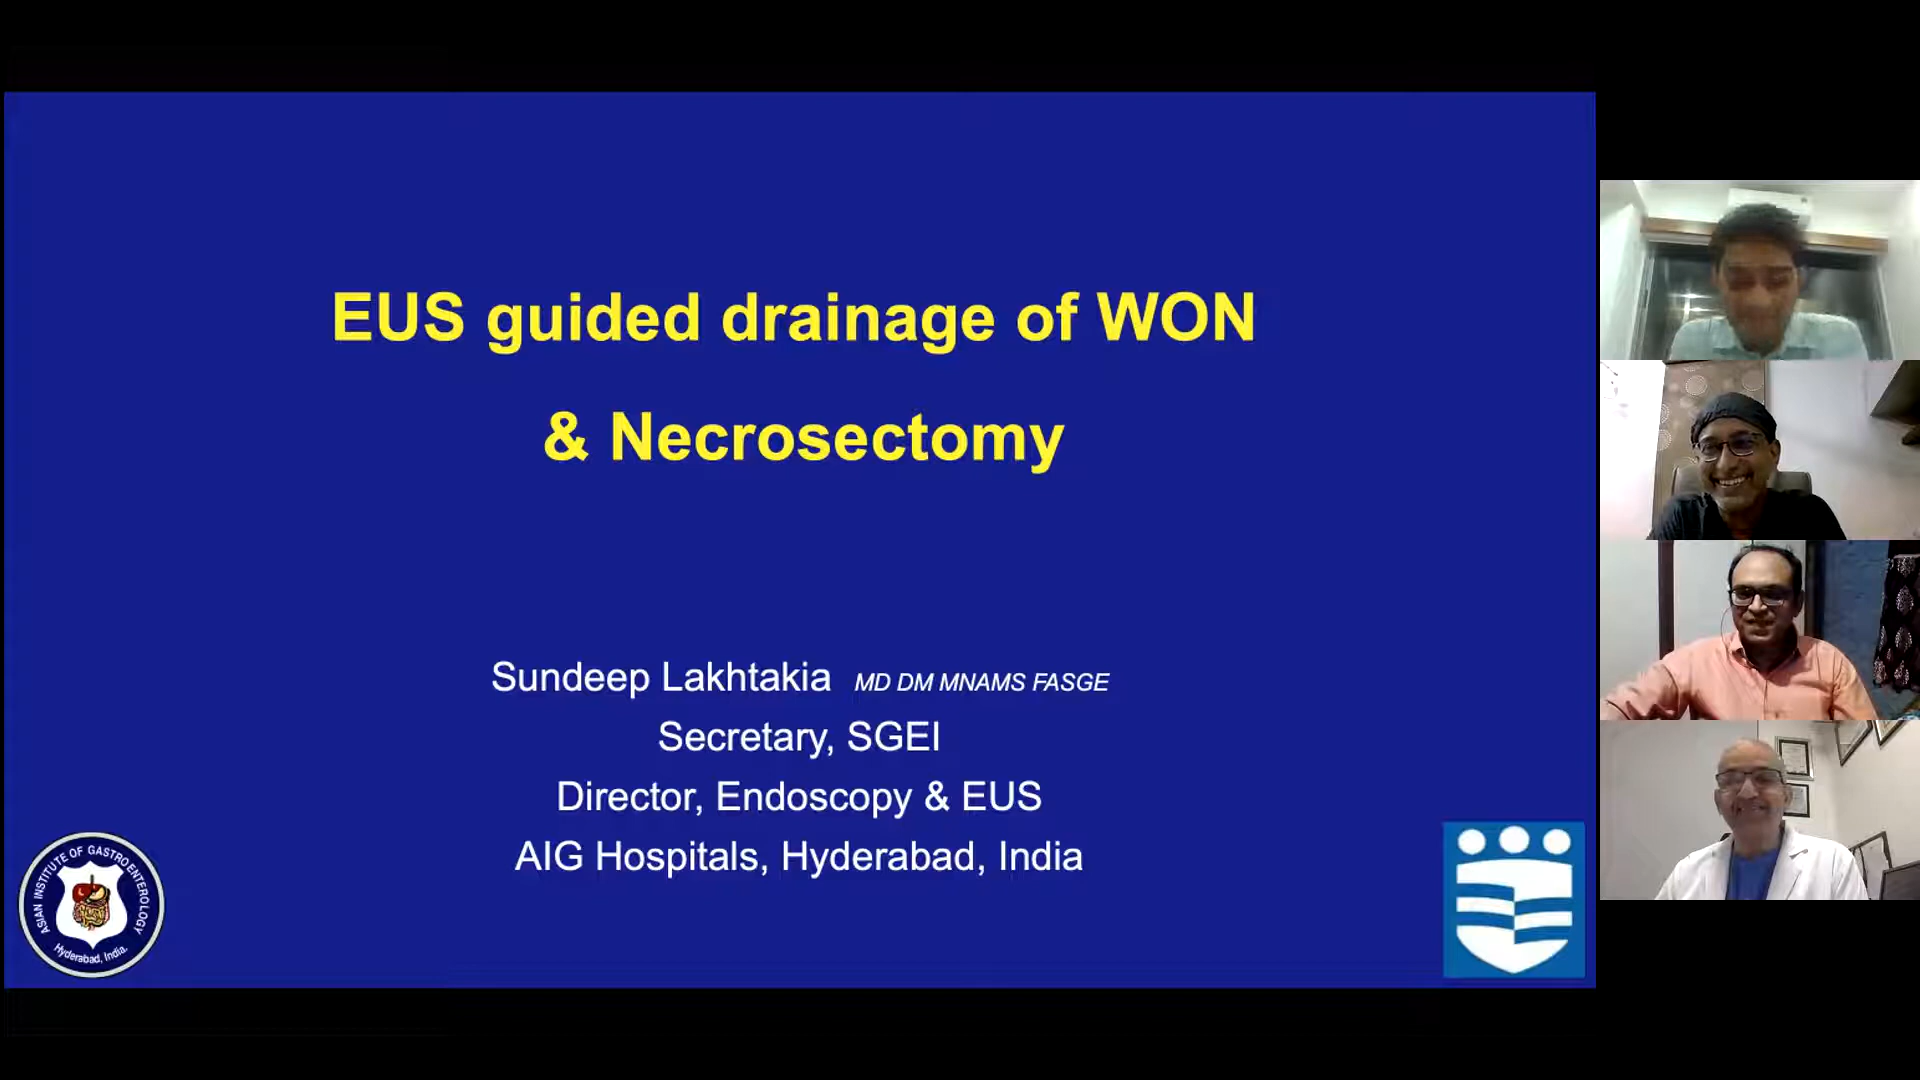 EUS guided drainage of WON
& Necrosectomy
Sundeep Lakhtakia MD DM MNAMS FASGE
Secretary, SGEI
Director, Endoscopy & EUS
AIG Hospitals, Hyderabad, India
ASIAN INSTITUTE OF GASTROENTEROLOGY
Hyderabad, India.